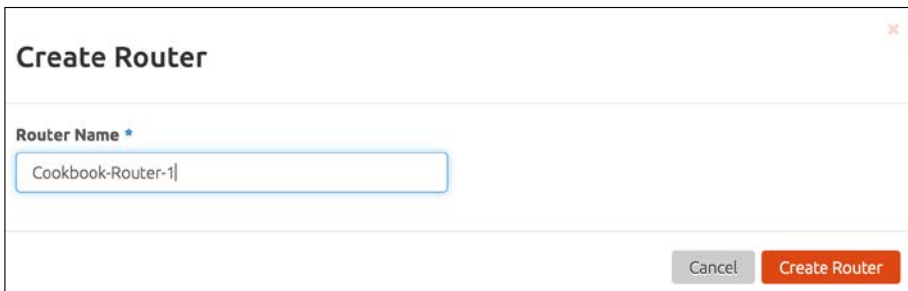 Create Router
Router Name *
Cookbook-Router-1
Cancel Create Router